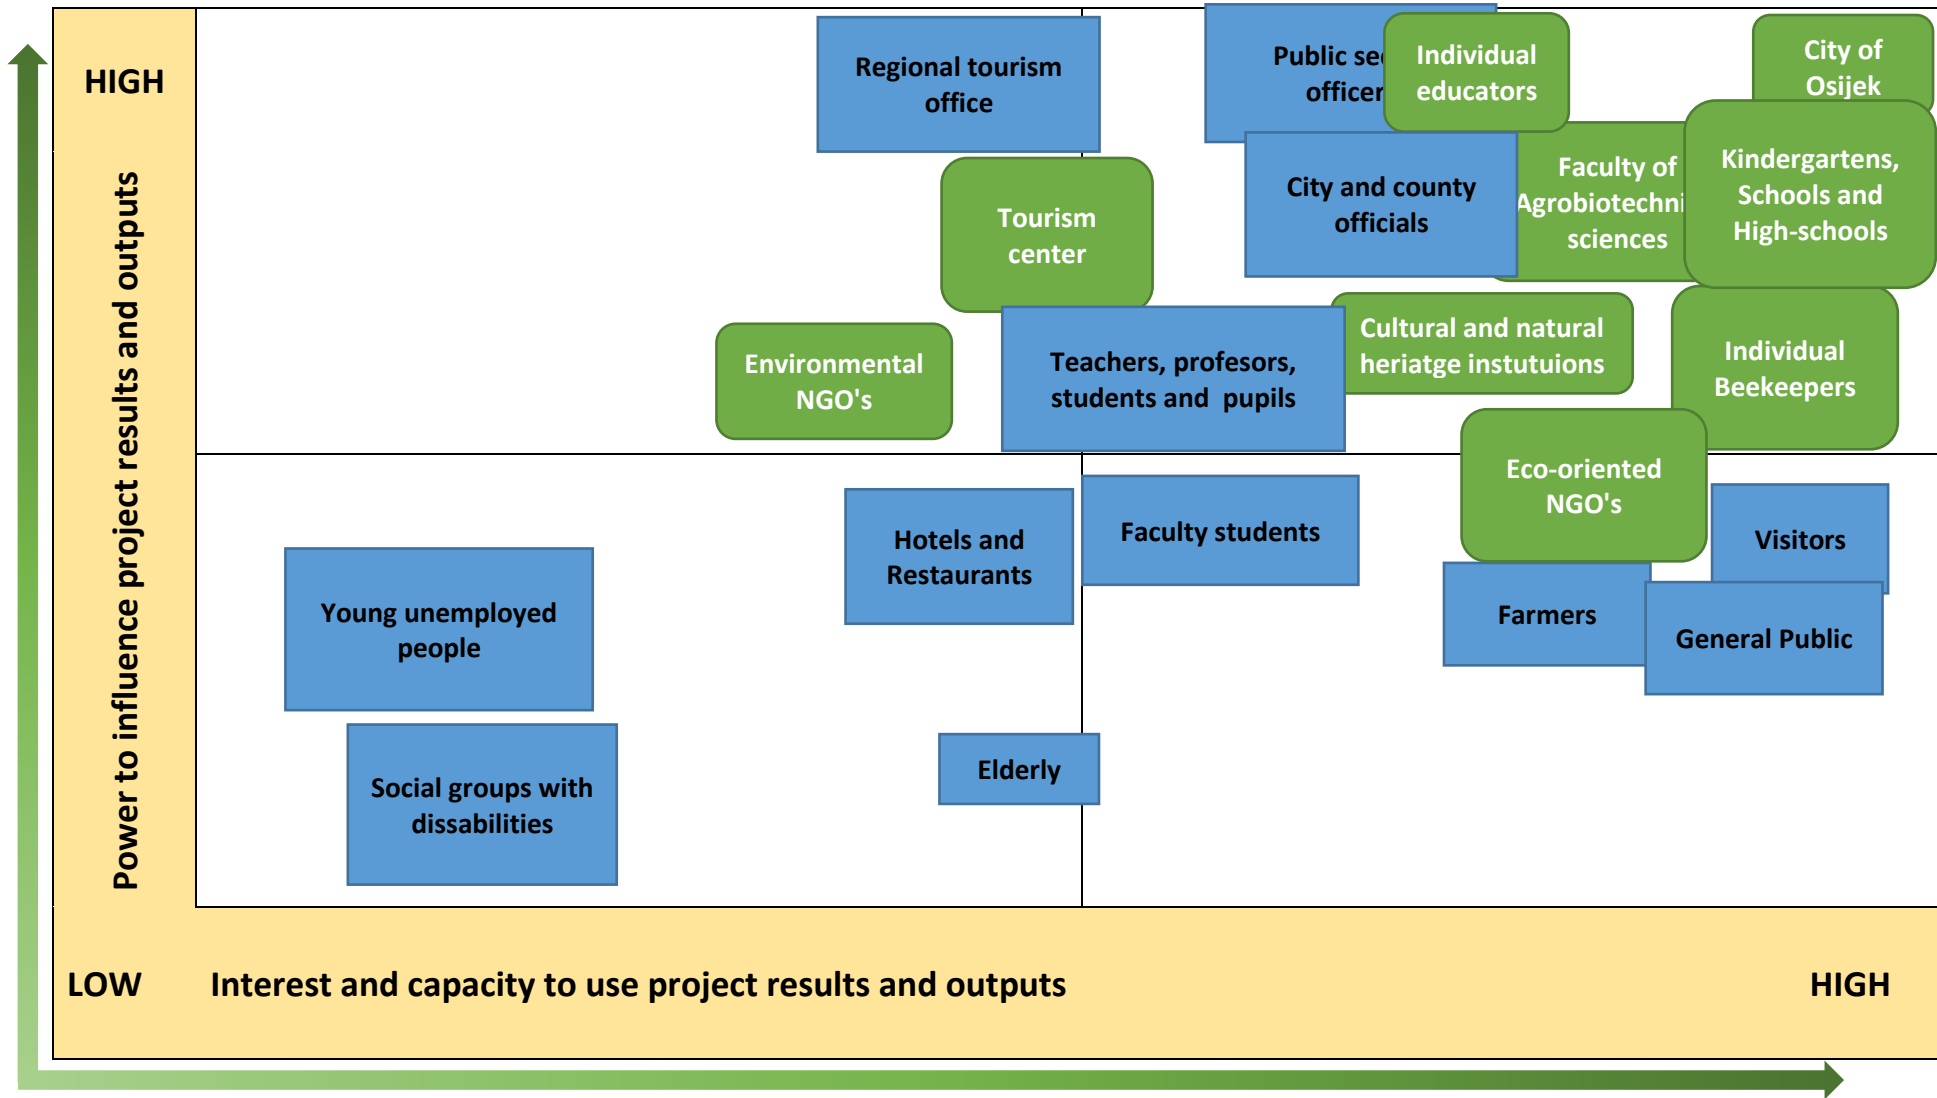 HIGH
Power to influence project results and outputs
Regional tourism
office
Public se
officer
Individual
educators
City of
Osijek
Tourism
center
City and county
officials
Faculty of
Agrobiotechni
sciences
Kindergartens,
Schools and
High-schools
Environmental
NGO's
Teachers, profesors,
students and  pupils
Cultural and natural
heriatge instutuions
Individual
Beekeepers
Eco-oriented
NGO's
Hotels and
Restaurants
Faculty students
Visitors
Young unemployed
people
Farmers
General Public
Social groups with
dissabilities
Elderly
LOW
Interest and capacity to use project results and outputs
HIGH